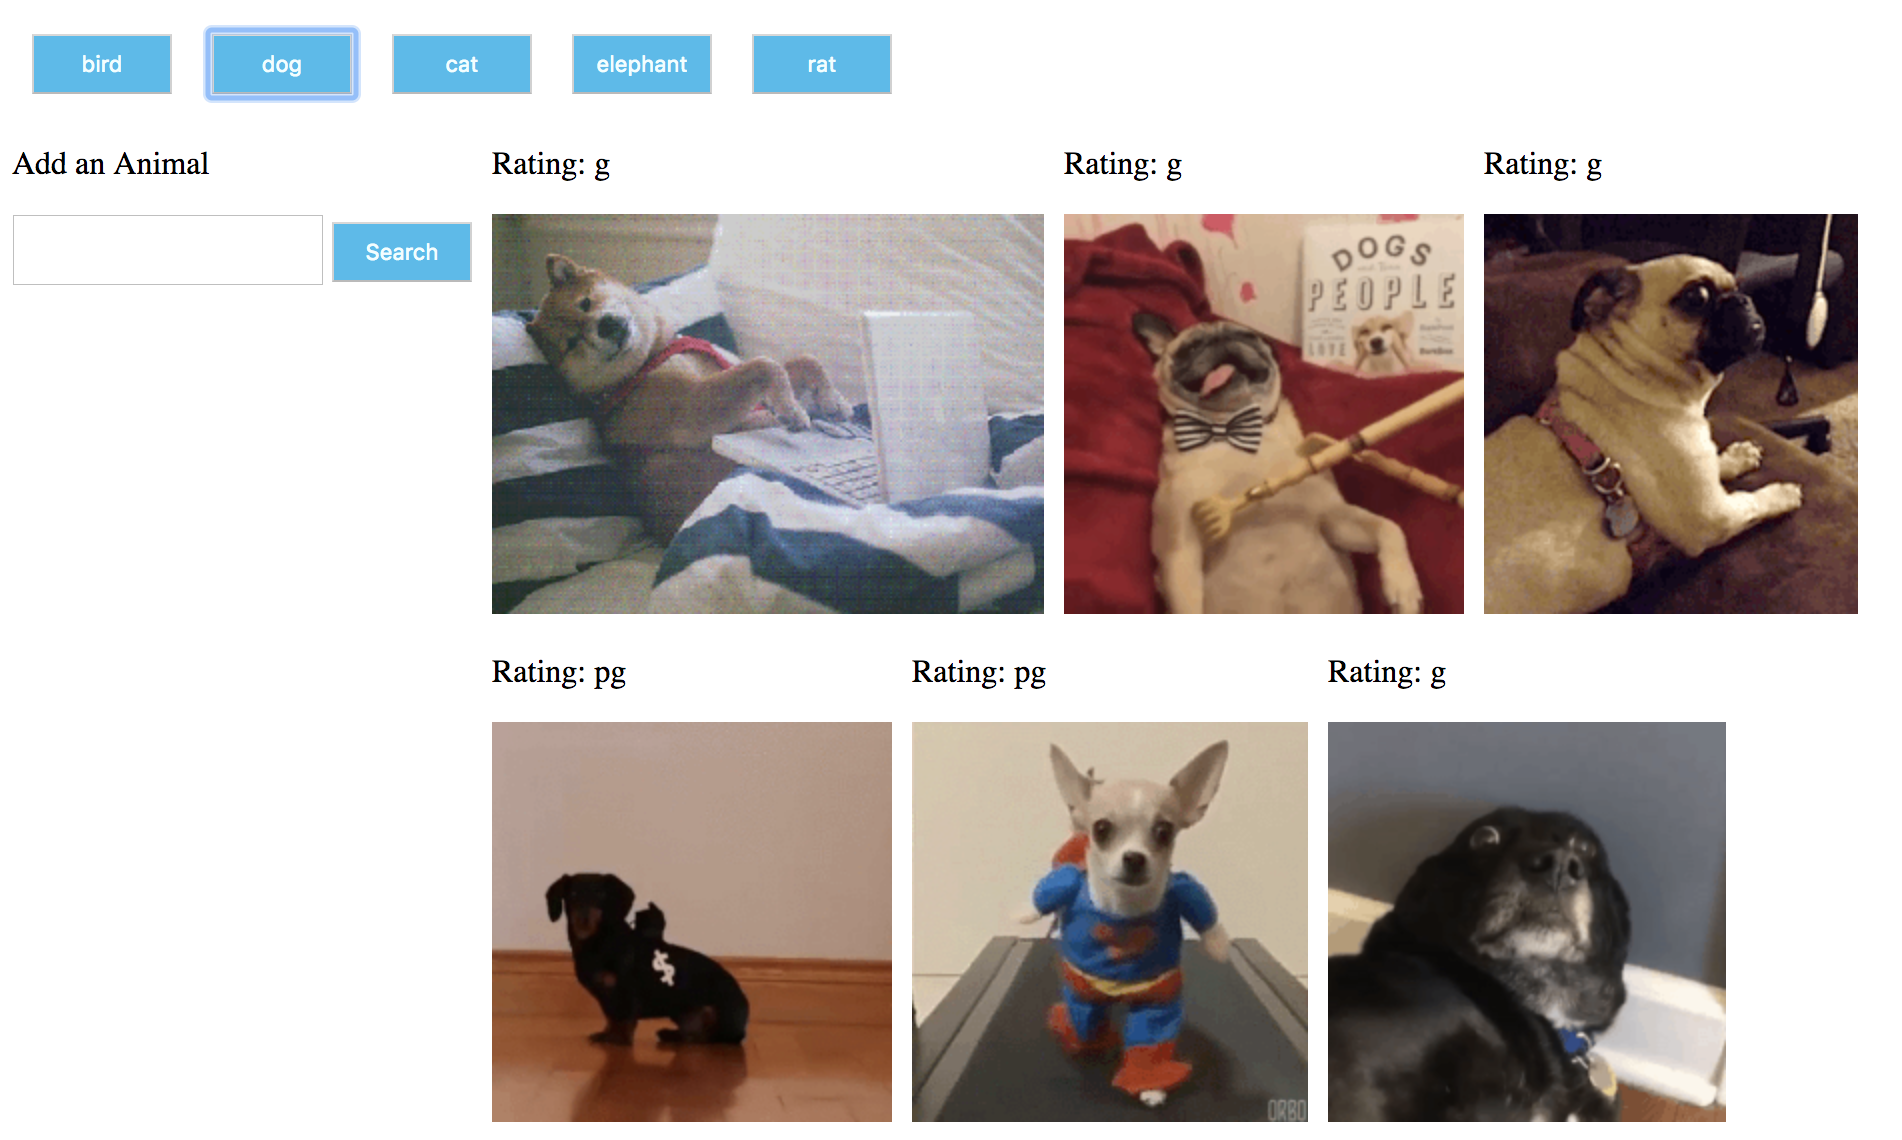 bird
dog
cat
elephant
rat
Add an Animal
Search
Rating: g
Rating: g
Rating: g
DOGS
PEOPLE
LOVE
Rating: pg
Rating: pg
Rating: g
$
ORBO